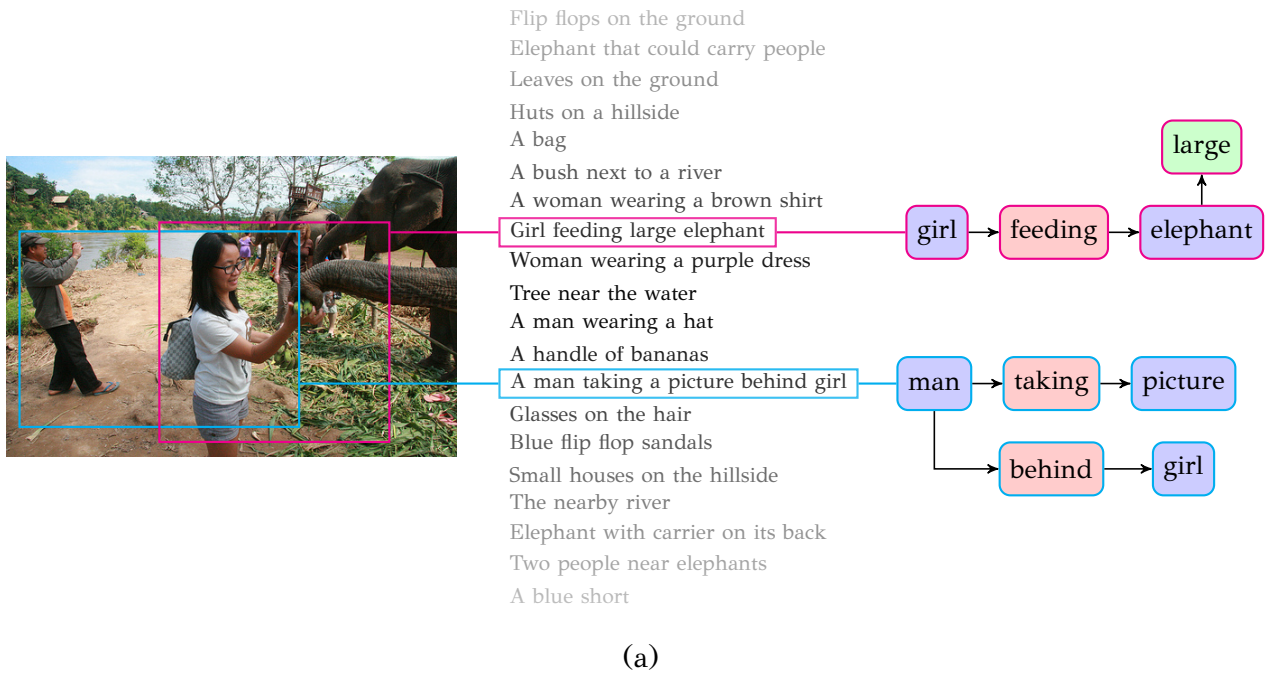 Flip flops on the ground
Elephant that could carry people
Leaves on the ground
Huts on a hillside
A bag
A bush next to a river
A woman wearing a brown shirt
Girl feeding large elephant
Woman wearing a purple dress
Tree near the water
A man wearing a hat
A handle of bananas
A man taking a picture behind girl
Glasses on the hair
Blue flip flop sandals
Small houses on the hillside
The nearby river
Elephant with carrier on its back
Two people near elephants
A blue short
large
girl feeding elephant
man taking picture
behind girl
(a)